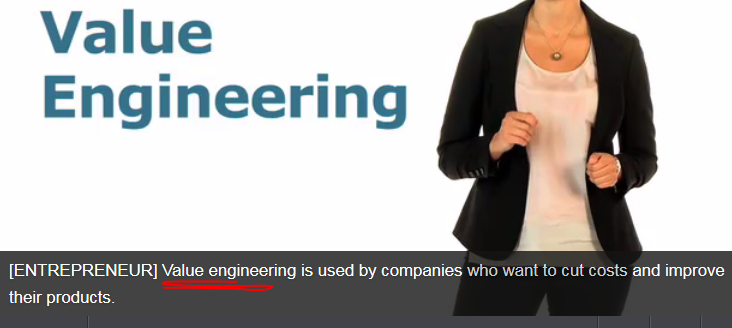 Value
Engineering
[ENTREPRENEUR] Value engineering is used by companies who want to cut costs and improve
their products.